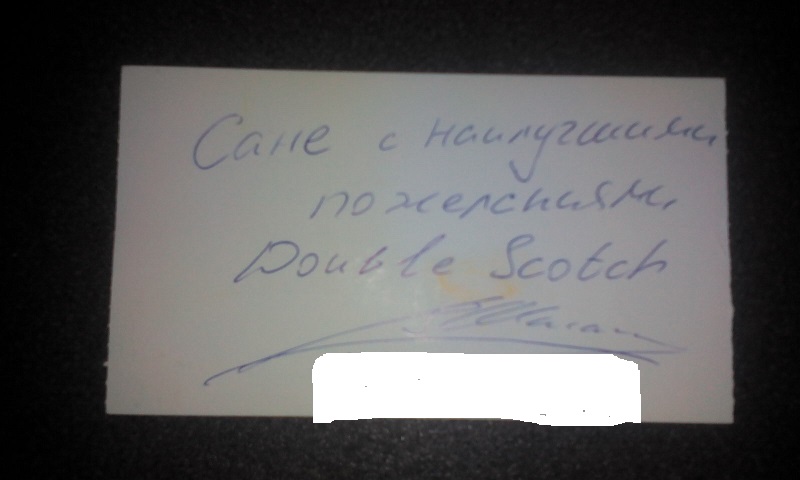 Сане с наилучшими
пожеланиями
Double Scotch